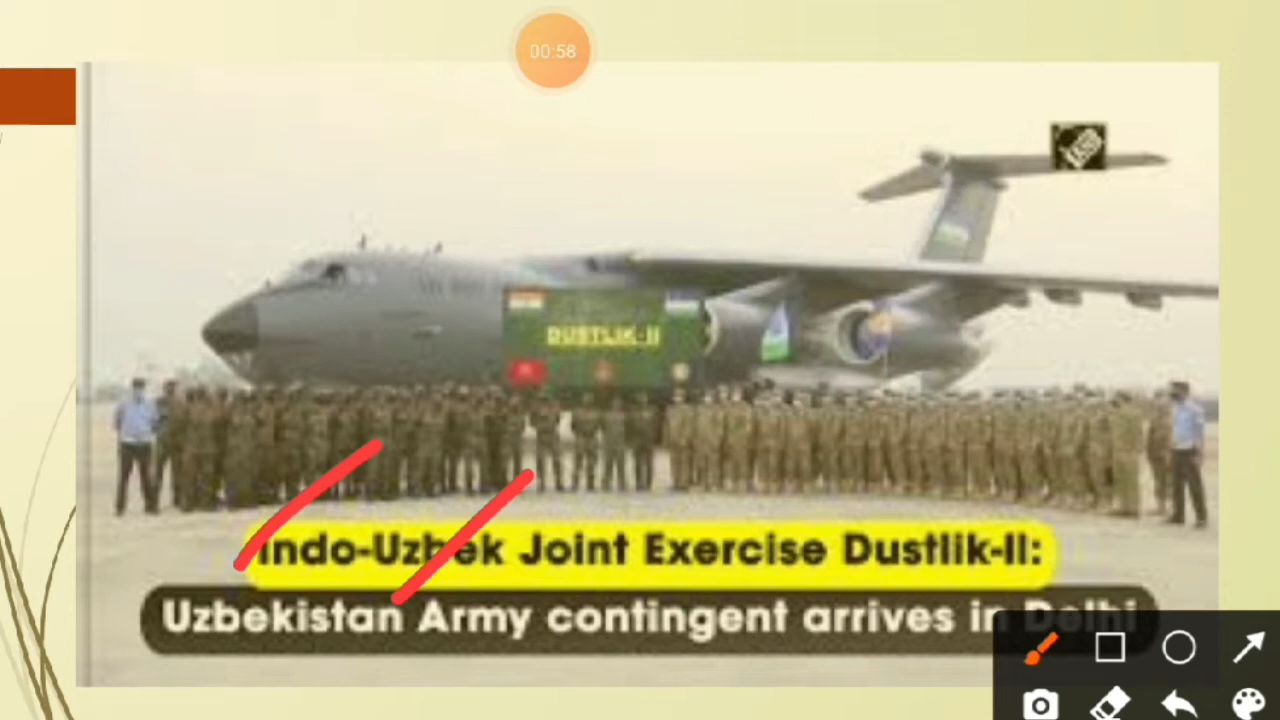 00:58
DUSTLIK-II
Indo-Uzbek Joint Exercise Dustlik-II:
Uzbekistan Army contingent arrives in Delhi